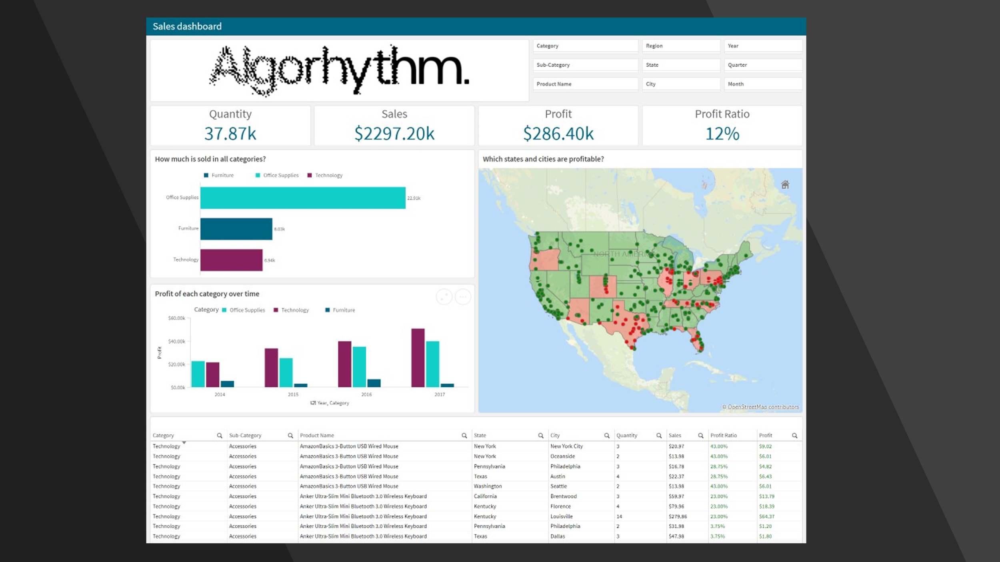 Sales dashboard
Algorhythm.
Category Region Year
Sub-Category State Quarter
Product Name City Month
Quantity Sales Profit Profit Ratio
37.87k $2297.20k $286.40k 12%
How much is sold in all categories?
Furniture Office Supplies Technology
Office Supplies 22.91k
Furniture 8.03k
Technology 6.94k
Which states and cities are profitable?
NORTH AMERICA
© OpenStreetMap contributors
Profit of each category over time
Category Office Supplies Technology Furniture
$60.00k
$40.00k
$20.00k
$0.00k
Profit
2014 2015 2016 2017
Year, Category
Category Sub-Category Product Name State City Quantity Sales Profit Ratio Profit
Technology Accessories AmazonBasics 3-Button USB Wired Mouse New York New York City 3 $20.97 43.00% $9.02
Technology Accessories AmazonBasics 3-Button USB Wired Mouse New York Oceanside 2 $13.98 43.00% $6.01
Technology Accessories AmazonBasics 3-Button USB Wired Mouse Pennsylvania Philadelphia 3 $16.78 28.75% $4.82
Technology Accessories AmazonBasics 3-Button USB Wired Mouse Texas Austin 4 $22.37 28.75% $6.43
Technology Accessories AmazonBasics 3-Button USB Wired Mouse Washington Seattle 2 $13.98 43.00% $6.01
Technology Accessories Anker Ultra-Slim Mini Bluetooth 3.0 Wireless Keyboard California Brentwood 3 $59.97 23.00% $13.79
Technology Accessories Anker Ultra-Slim Mini Bluetooth 3.0 Wireless Keyboard Kentucky Florence 4 $79.96 23.00% $18.39
Technology Accessories Anker Ultra-Slim Mini Bluetooth 3.0 Wireless Keyboard Kentucky Louisville 14 $279.86 23.00% $64.37
Technology Accessories Anker Ultra-Slim Mini Bluetooth 3.0 Wireless Keyboard Pennsylvania Philadelphia 2 $31.98 3.75% $1.20
Technology Accessories Anker Ultra-Slim Mini Bluetooth 3.0 Wireless Keyboard Texas Dallas 3 $47.98 3.75% $1.80